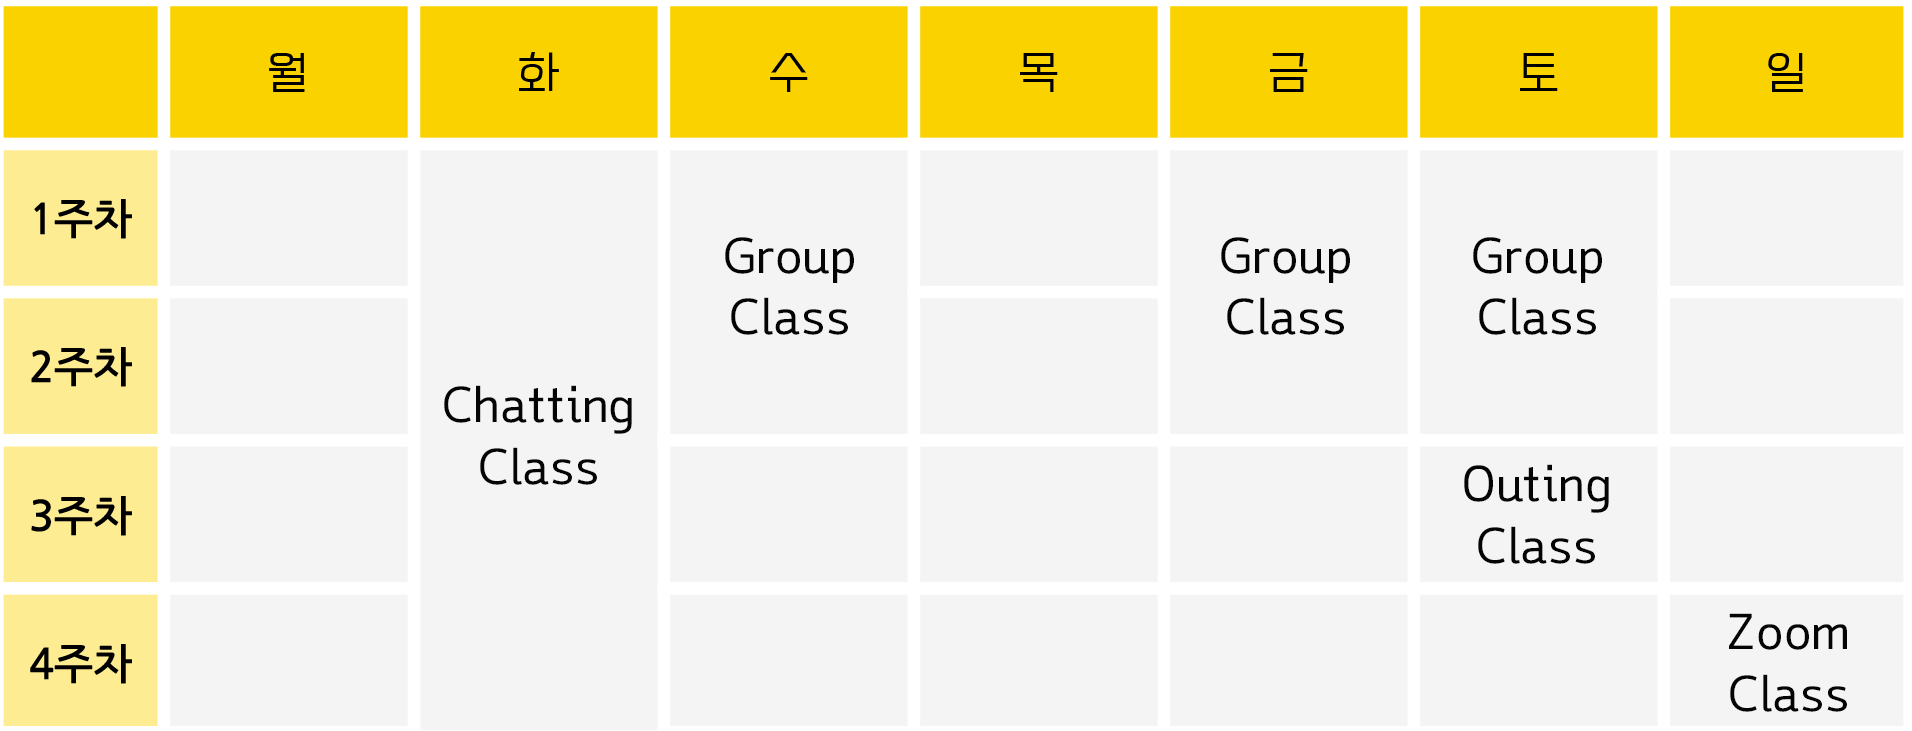 월 화 수 목 금 토 일
1주차
Group Class
Group Class
Group Class
2주차
Chatting Class
3주차
Outing Class
4주차
Zoom Class